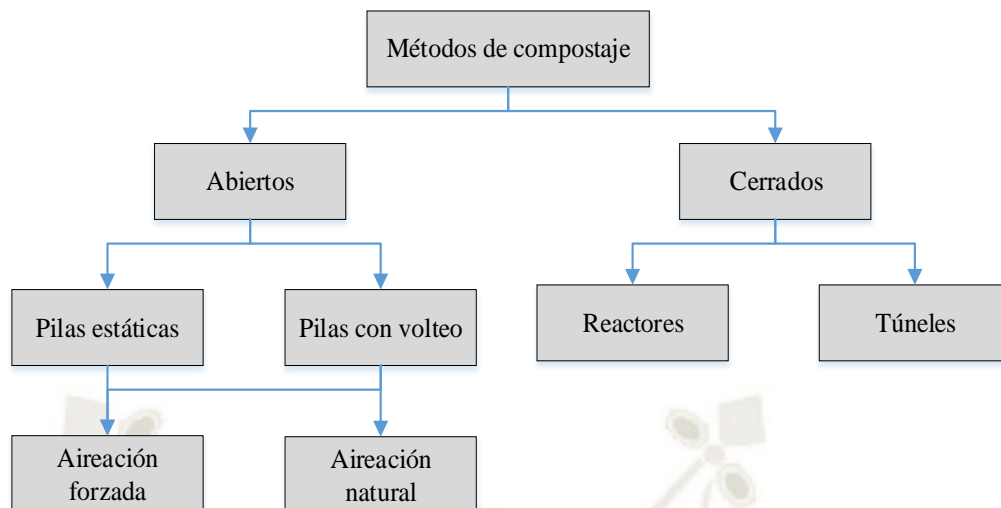 Métodos de compostaje
Abiertos
Cerrados
Pilas estáticas
Pilas con volteo
Reactores
Túneles
Aireación
forzada
Aireación
natural